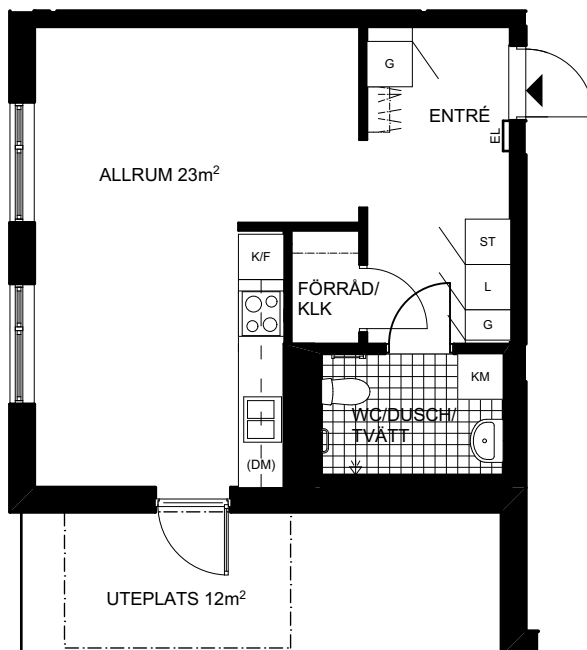 G
ENTRÉ
EL
ALLRUM 23m²
ST
K/F
L
FÖRRÅD/
KLK
G
KM
WC/DUSCH/
TVÄTT
(DM)
UTEPLATS 12m²